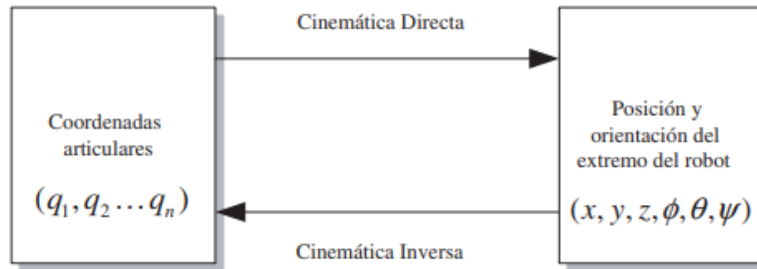 Cinemática Directa
Coordenadas
articulares
(q₁, q₂ … qₙ)
Posición y
orientación del
extremo del robot
(x, y, z, ϕ, θ, ψ)
Cinemática Inversa